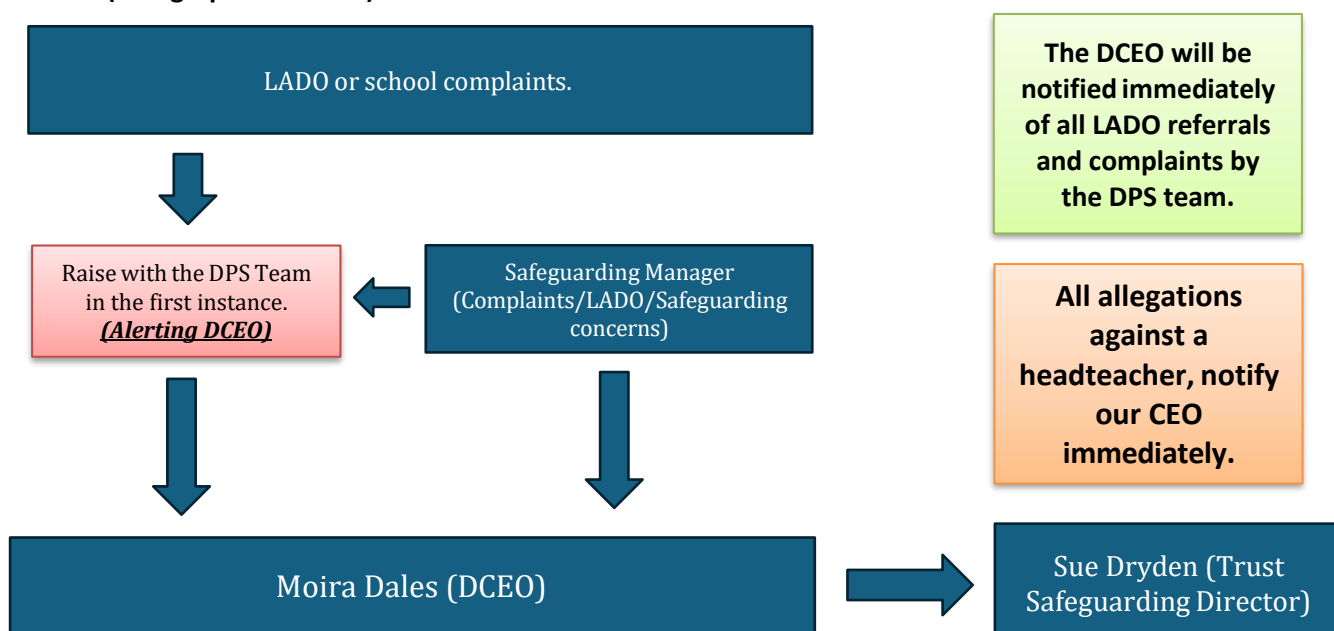 LADO or school complaints.
The DCEO will be
notified immediately
of all LADO referrals
and complaints by
the DPS team.
Raise with the DPS Team
in the first instance.
(Alerting DCEO)
Safeguarding Manager
(Complaints/LADO/Safeguarding
concerns)
All allegations
against a
headteacher, notify
our CEO
immediately.
Moira Dales (DCEO)
Sue Dryden (Trust
Safeguarding Director)